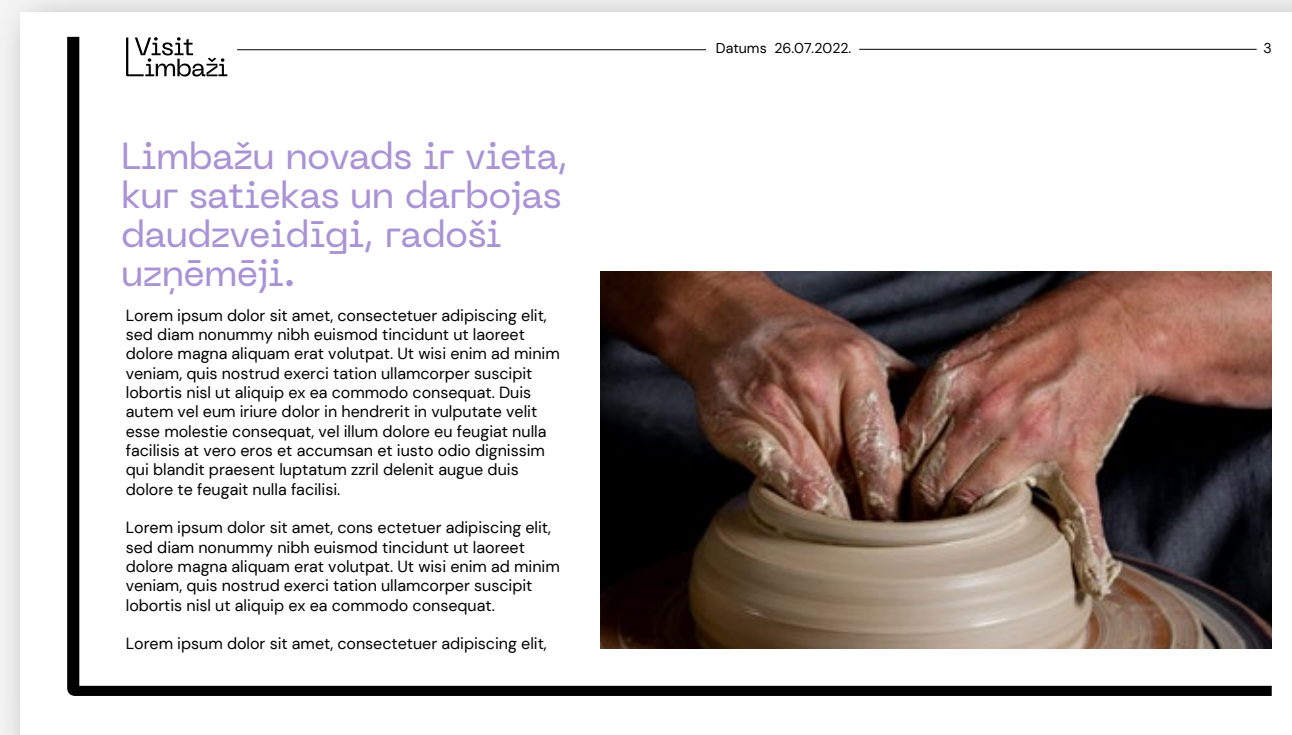 Visit
Limbaži
Datums 26.07.2022.
3
Limbažu novads ir vieta,
kur satiekas un darbojas
daudzveidīgi, radoši
uzņēmēji.
Lorem ipsum dolor sit amet, consectetuer adipiscing elit,
sed diam nonummy nibh euismod tincidunt ut laoreet
dolore magna aliquam erat volutpat. Ut wisi enim ad minim
veniam, quis nostrud exerci tation ullamcorper suscipit
lobortis nisl ut aliquip ex ea commodo consequat. Duis
autem vel eum iriure dolor in hendrerit in vulputate velit
esse molestie consequat, vel illum dolore eu feugiat nulla
facilisis at vero eros et accumsan et iusto odio dignissim
qui blandit praesent luptatum zzril delenit augue duis
dolore te feugait nulla facilisi.
Lorem ipsum dolor sit amet, cons ectetuer adipiscing elit,
sed diam nonummy nibh euismod tincidunt ut laoreet
dolore magna aliquam erat volutpat. Ut wisi enim ad minim
veniam, quis nostrud exerci tation ullamcorper suscipit
lobortis nisl ut aliquip ex ea commodo consequat.
Lorem ipsum dolor sit amet, consectetuer adipiscing elit,